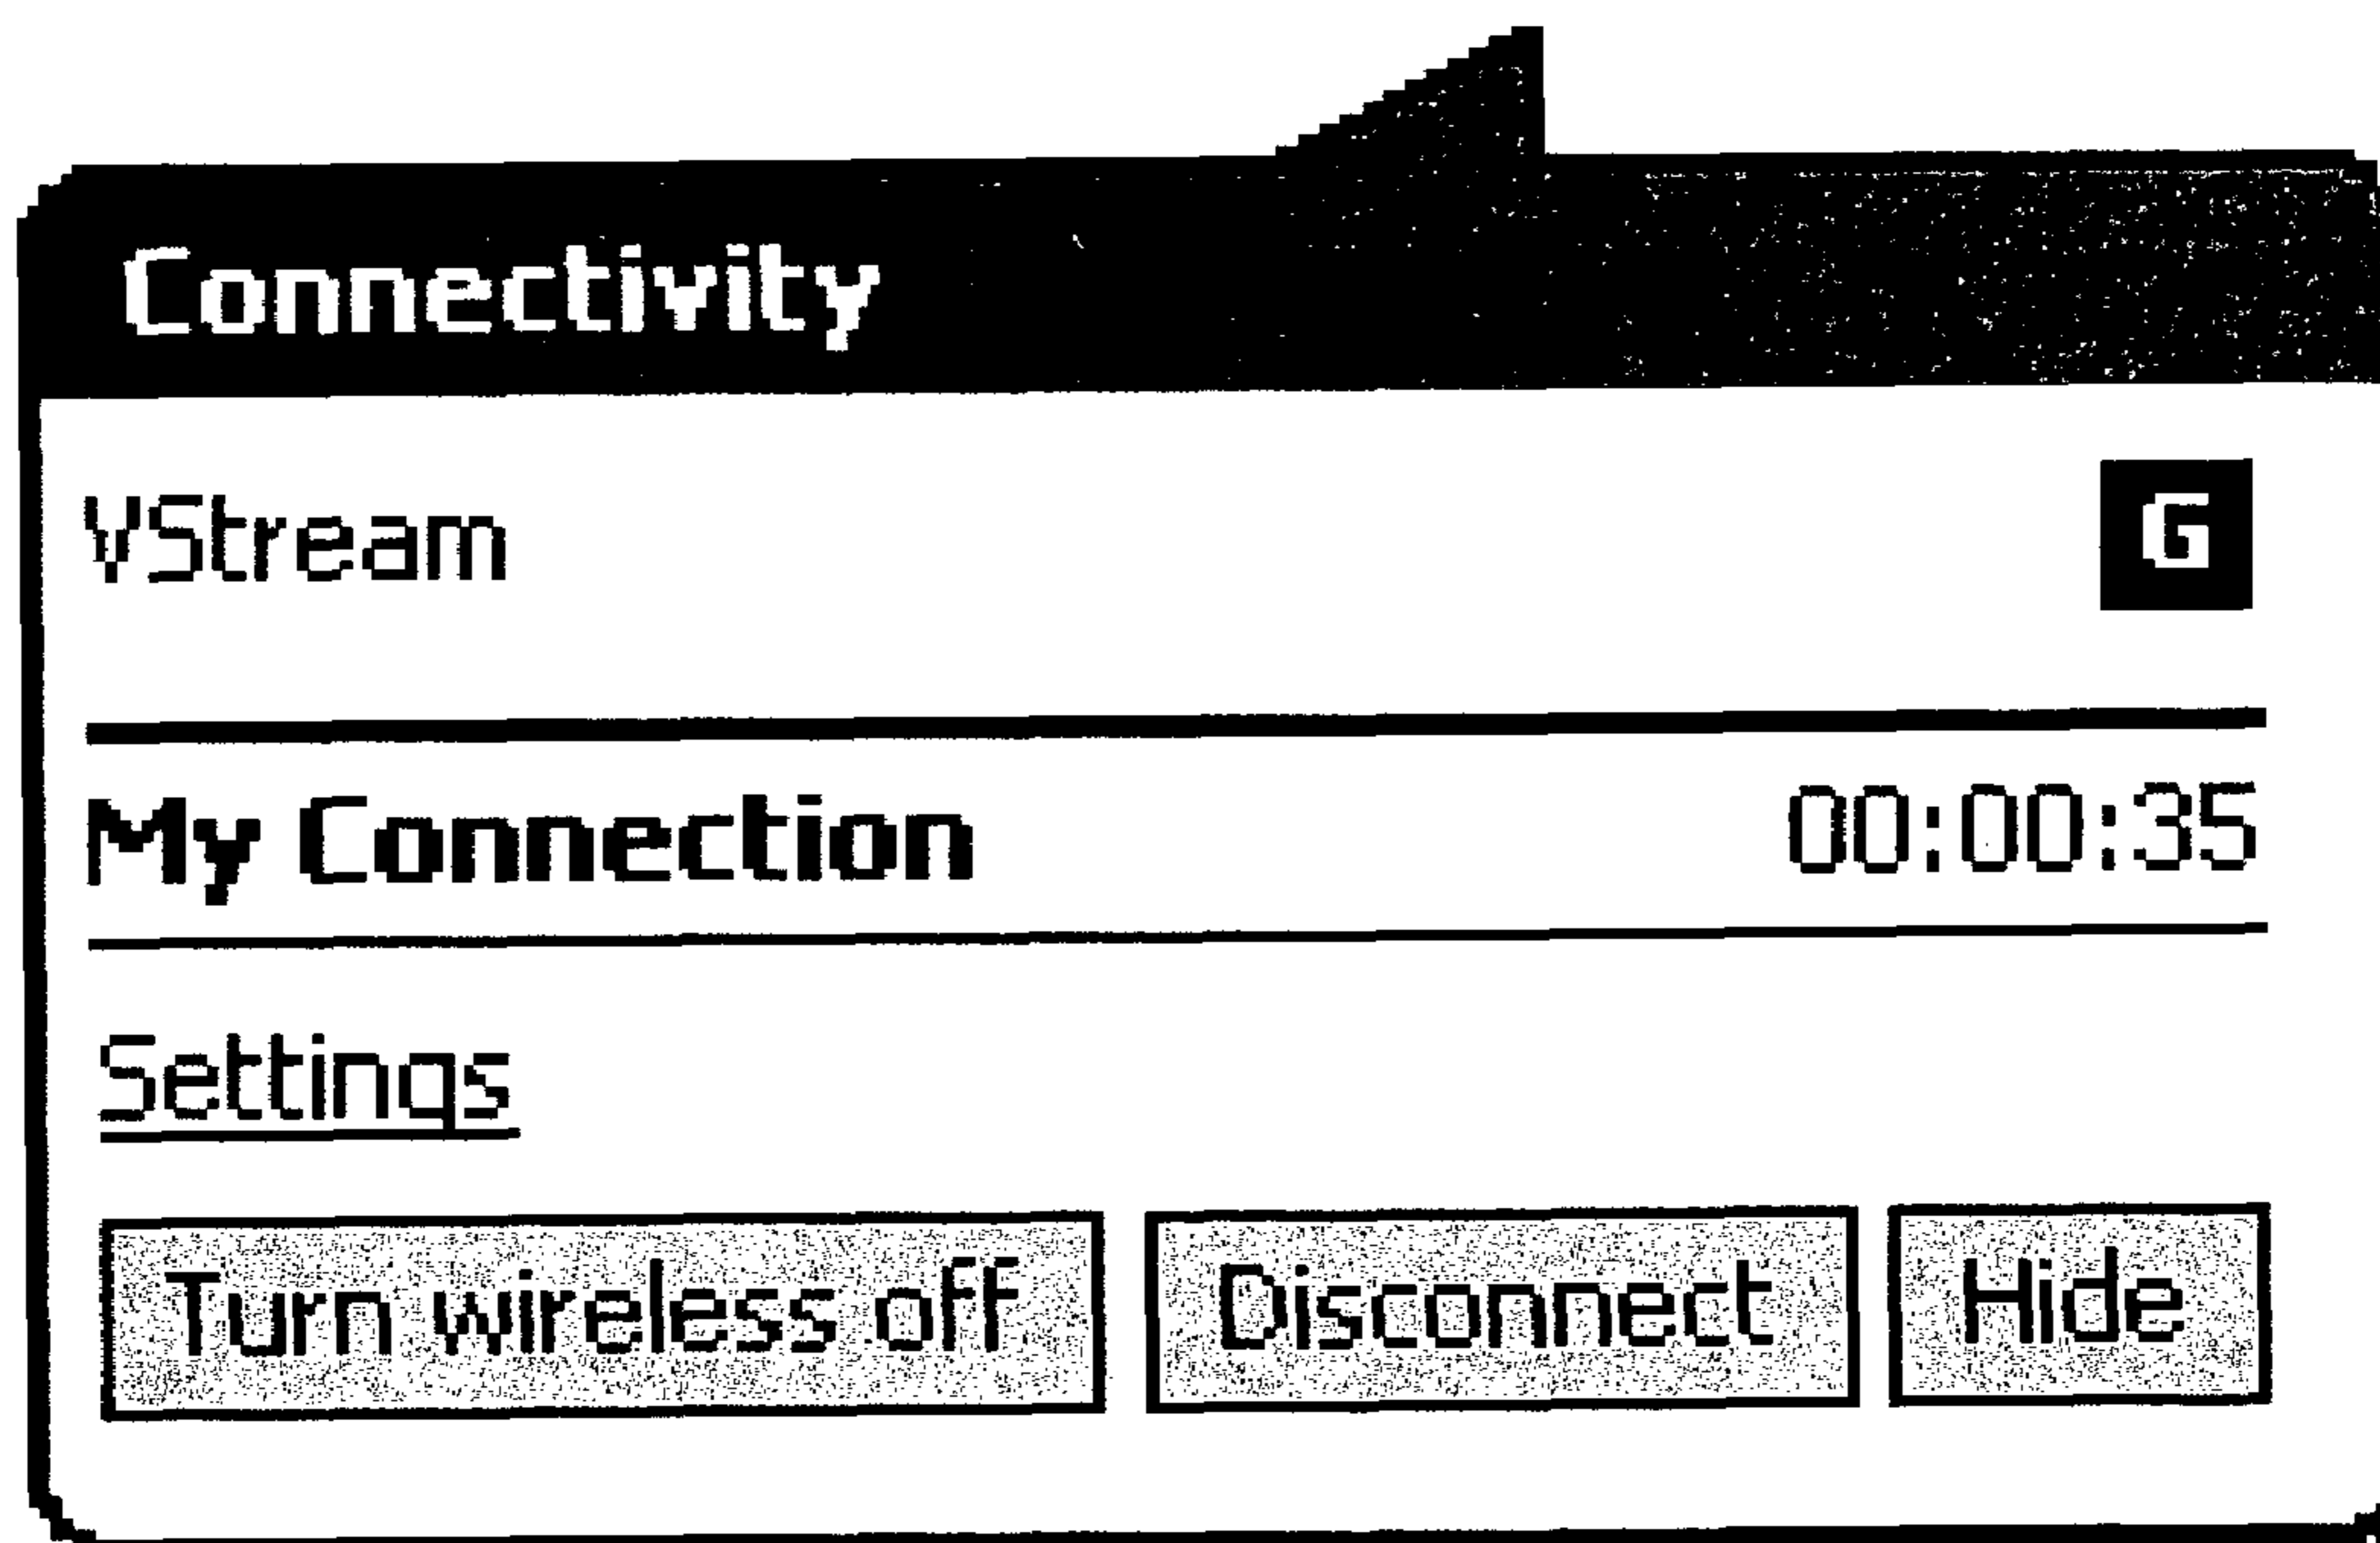 Connectivity
VStream G
My Connection 00:00:35
Settings
Turn wireless off Disconnect Hide